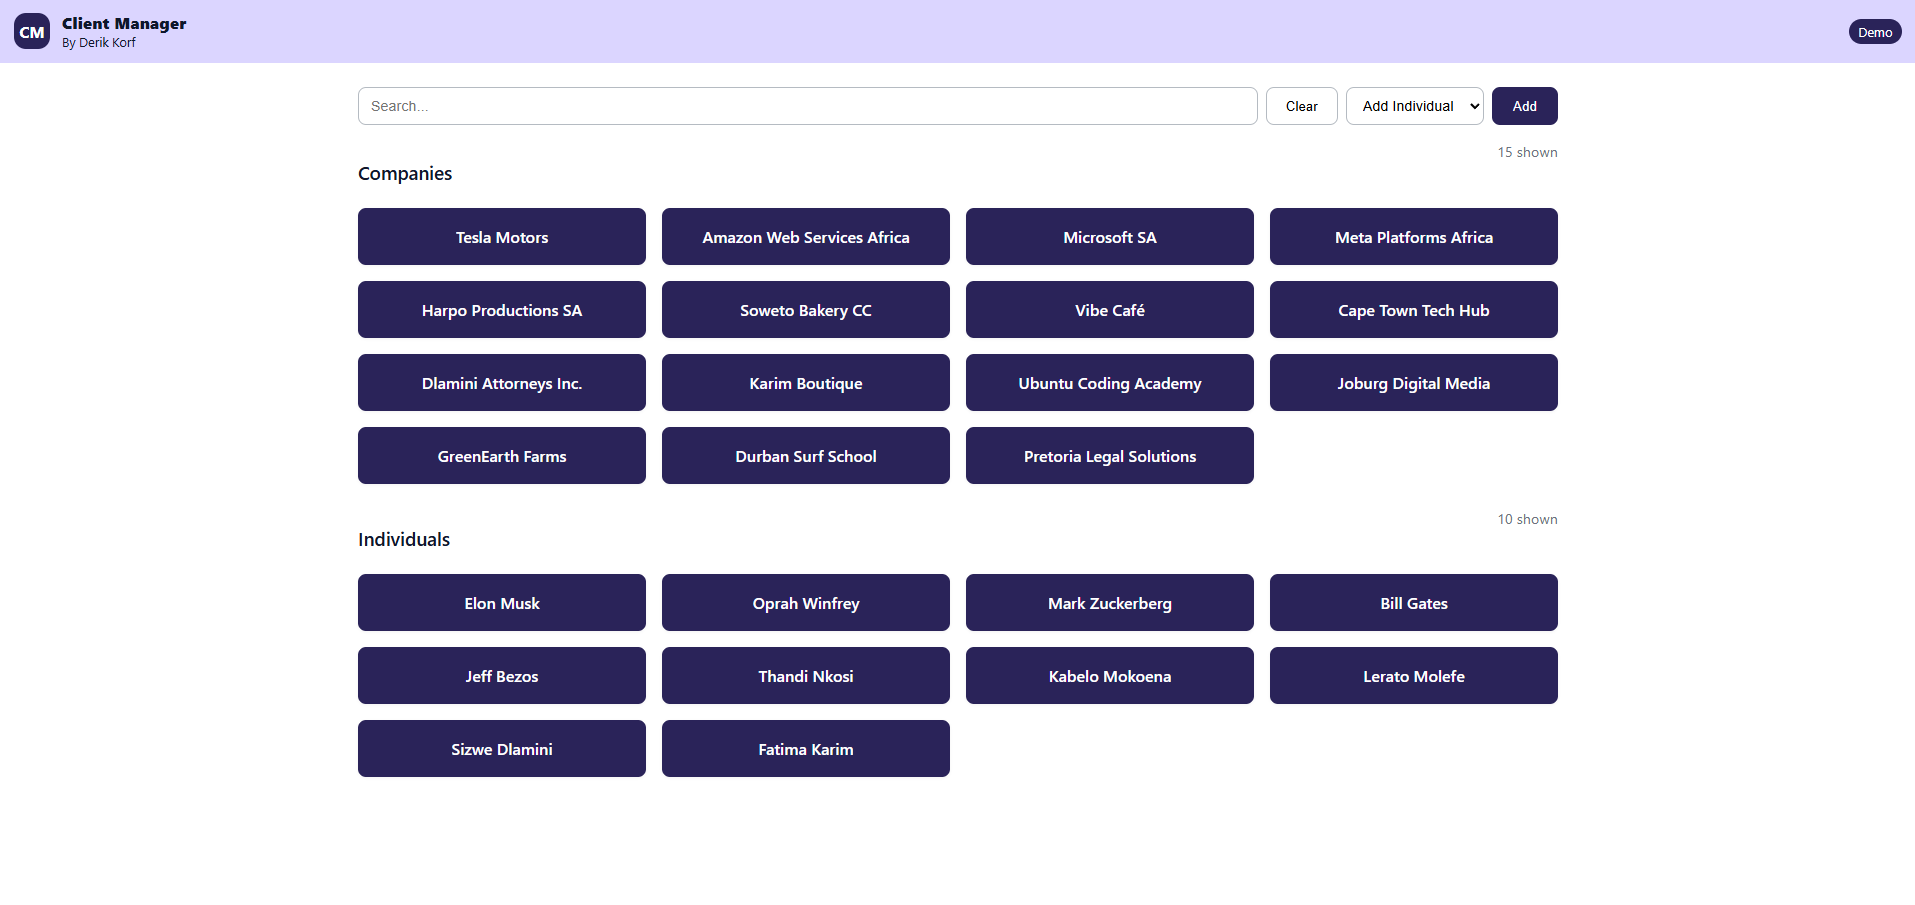 CM
Client Manager
By Derik Korf
Demo
Search...
Clear
Add Individual
Add
15 shown
Companies
Tesla Motors
Amazon Web Services Africa
Microsoft SA
Meta Platforms Africa
Harpo Productions SA
Soweto Bakery CC
Vibe Café
Cape Town Tech Hub
Dlamini Attorneys Inc.
Karim Boutique
Ubuntu Coding Academy
Joburg Digital Media
GreenEarth Farms
Durban Surf School
Pretoria Legal Solutions
10 shown
Individuals
Elon Musk
Oprah Winfrey
Mark Zuckerberg
Bill Gates
Jeff Bezos
Thandi Nkosi
Kabelo Mokoena
Lerato Molefe
Sizwe Dlamini
Fatima Karim